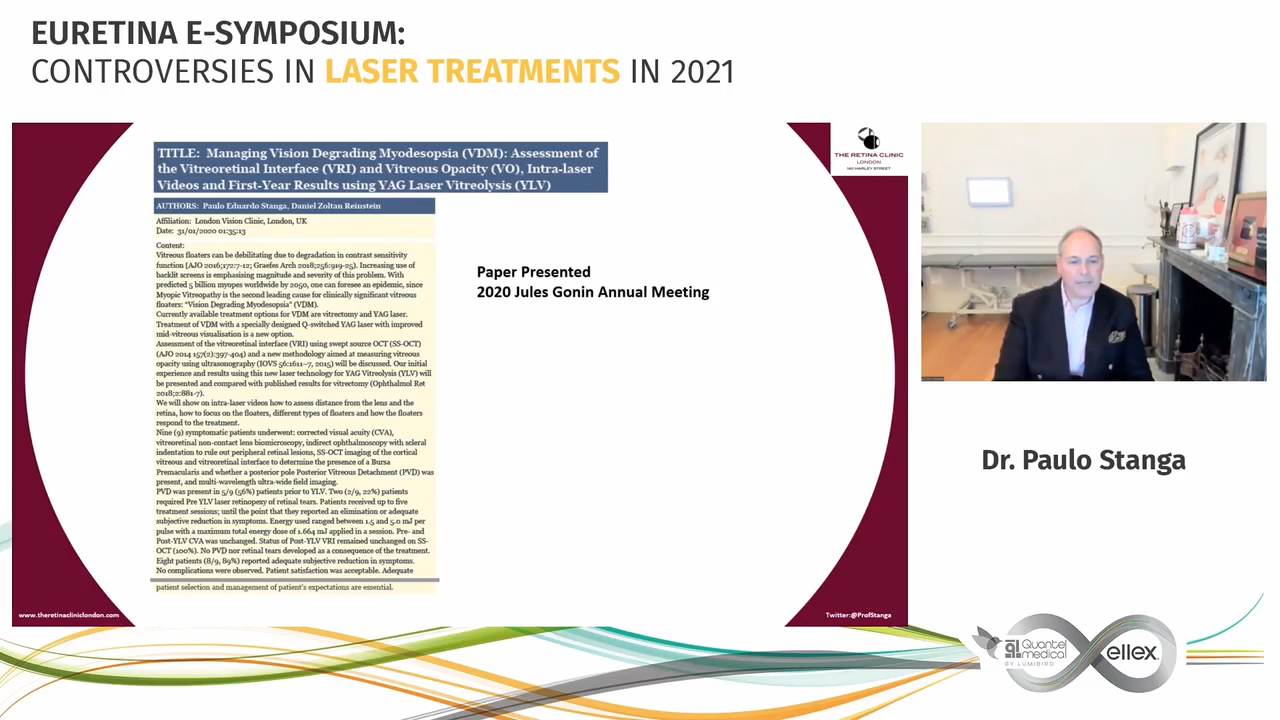 EURETINA E-SYMPOSIUM:
CONTROVERSIES IN LASER TREATMENTS IN 2021
TITLE: Managing Vision Degrading Myodesopsia (VDM): Assessment of
the Vitreoretinal Interface (VRI) and Vitreous Opacity (VO), Intra-laser
Videos and First-Year Results using YAG Laser Vitreolysis (YLV)
AUTHORS: Paulo Eduardo Stanga, Daniel Zoltan Reinstein
Affiliation: London Vision Clinic, London, UK
Date: 31/01/2020 01:35:13
Content:
Vitreous floaters can be debilitating due to degradation in contrast sensitivity
function [AJO 2016;172:7-12; Graefes Arch 2018;256:919-25). Increasing use of
backlit screens is emphasising magnitude and severity of this problem. With
predicted 5 billion myopes worldwide by 2050, one can foresee an epidemic, since
Myopic Vitreopathy is the second leading cause for clinically significant vitreous
floaters: "Vision Degrading Myodesopsia" (VDM).
Currently available treatment options for VDM are vitrectomy and YAG laser.
Treatment of VDM with a specially designed Q-switched YAG laser with improved
mid-vitreous visualisation is a new option.
Assessment of the vitreoretinal interface (VRI) using swept source OCT (SS-OCT)
(AJO 2014 157(2):397-404) and a new methodology aimed at measuring vitreous
opacity using ultrasonography (IOVS 56:1611–7, 2015) will be discussed. Our initial
experience and results using this new laser technology for YAG Vitreolysis (YLV) will
be presented and compared with published results for vitrectomy (Ophthalmol Ret
2018;2:881-7).
We will show on intra-laser videos how to assess distance from the lens and the
retina, how to focus on the floaters, different types of floaters and how the floaters
respond to the treatment.
Nine (9) symptomatic patients underwent: corrected visual acuity (CVA),
vitreoretinal non-contact lens biomicroscopy, indirect ophthalmoscopy with scleral
indentation to rule out peripheral retinal lesions, SS-OCT imaging of the cortical
vitreous and vitreoretinal interface to determine the presence of a Bursa
Premacularis and whether a posterior pole Posterior Vitreous Detachment (PVD) was
present, and multi-wavelength ultra-wide field imaging.
PVD was present in 5/9 (56%) patients prior to YLV. Two (2/9, 22%) patients
required Pre YLV laser retinopexy of retinal tears. Patients received up to five
treatment sessions; until the point that they reported an elimination or adequate
subjective reduction in symptoms. Energy used ranged between 1.5 and 5.0 mJ per
pulse with a maximum total energy dose of 1.664 mJ applied in a session. Pre- and
Post-YLV CVA was unchanged. Status of Post-YLV VRI remained unchanged on SS-
OCT (100%). No PVD nor retinal tears developed as a consequence of the treatment.
Eight patients (8/9, 89%) reported adequate subjective reduction in symptoms.
No complications were observed. Patient satisfaction was acceptable. Adequate
patient selection and management of patient's expectations are essential.
Paper Presented
2020 Jules Gonin Annual Meeting
THE RETINA CLINIC
LONDON
140 HARLEY STREET
www.theretinacliniclondon.com
Twitter:@ProfStanga
Dr. Paulo Stanga
Quantel
medical
BY LUMIBIRD
ellex.